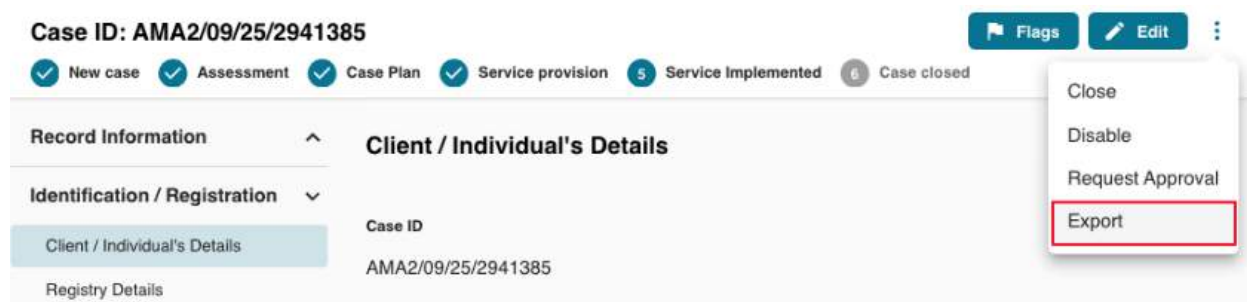 Case ID: AMA2/09/25/2941385
Flags
Edit
New case
Assessment
Case Plan
Service provision
5 Service Implemented
6 Case closed
Close
Disable
Request Approval
Export
Record Information
Identification / Registration
Client / Individual's Details
Registry Details
Client / Individual's Details
Case ID
AMA2/09/25/2941385